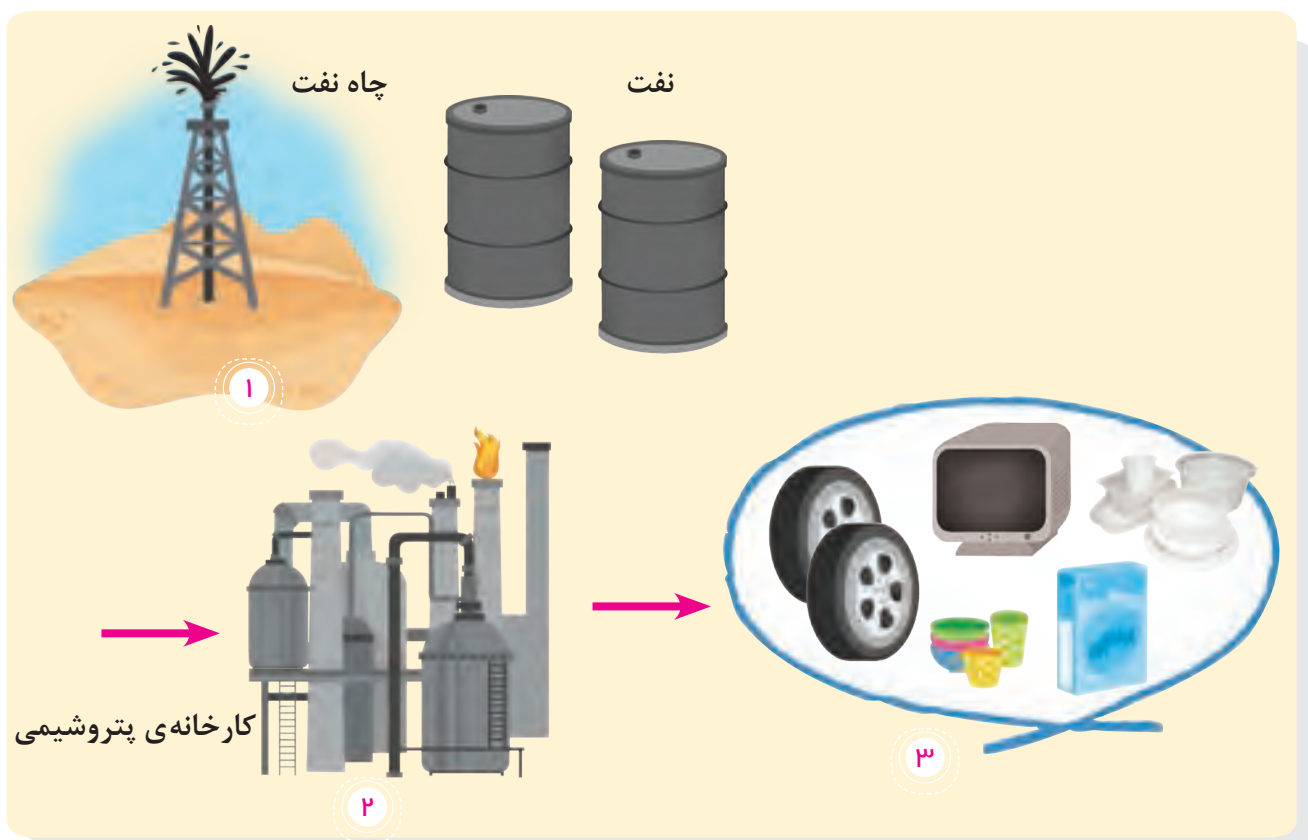 چاه نفت
نفت
۱
کارخانه‌ی پتروشیمی
۲
۳